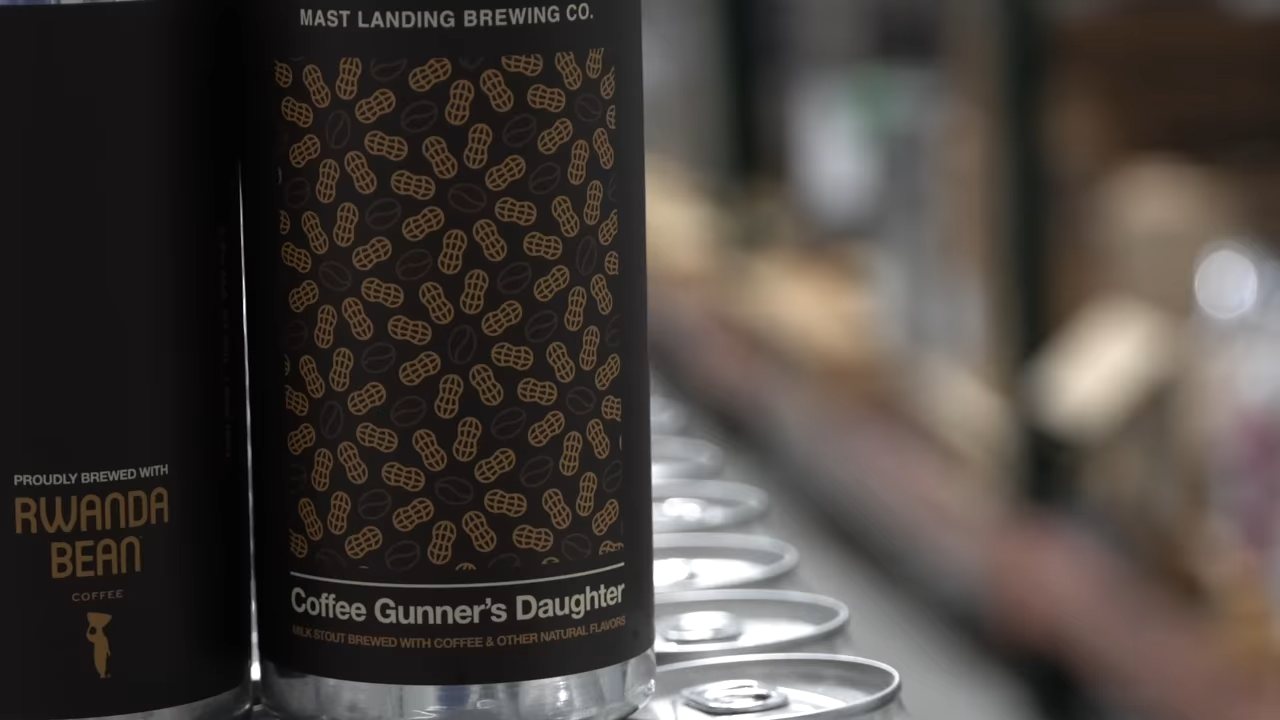 MAST LANDING BREWING CO.
Coffee Gunner's Daughter
MILK STOUT BREWED WITH COFFEE & OTHER NATURAL FLAVORS
PROUDLY BREWED WITH
RWANDA
BEAN
COFFEE